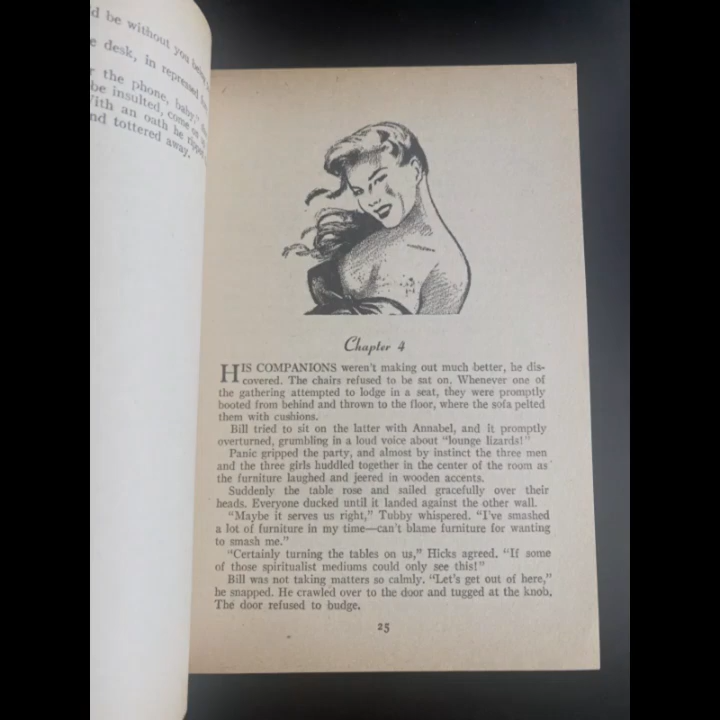 ld be without you being
e desk, in repressed
r the phone, baby?
be insulted, come on
With an oath he ripped
nd tottered away.
Chapter 4
HIS COMPANIONS weren't making out much better, he dis-
covered. The chairs refused to be sat on. Whenever one of
the gathering attempted to lodge in a seat, they were promptly
booted from behind and thrown to the floor, where the sofa pelted
them with cushions.
Bill tried to sit on the latter with Annabel, and it promptly
overturned, grumbling in a loud voice about "lounge lizards!"
Panic gripped the party, and almost by instinct the three men
and the three girls huddled together in the center of the room as
the furniture laughed and jeered in wooden accents.
Suddenly the table rose and sailed gracefully over their
heads. Everyone ducked until it landed against the other wall.
"Maybe it serves us right," Tubby whispered. "I've smashed
a lot of furniture in my time—can't blame furniture for wanting
to smash me."
"Certainly turning the tables on us," Hicks agreed. "If some
of those spiritualist mediums could only see this!"
Bill was not taking matters so calmly. "Let's get out of here,"
he snapped. He crawled over to the door and tugged at the knob.
The door refused to budge.
25